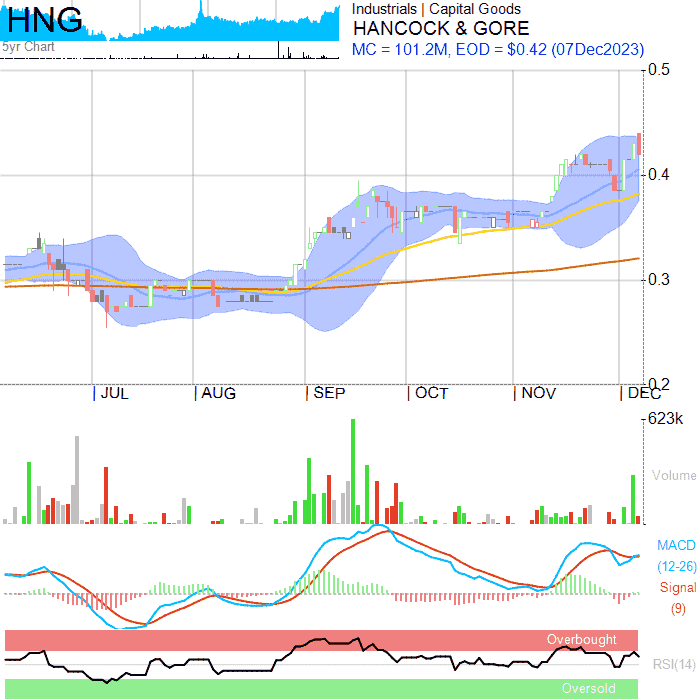 HNG
5yr Chart
Industrials | Capital Goods
HANCOCK & GORE
MC = 101.2M, EOD = $0.42 (07Dec2023)
0.5
0.4
0.3
0.2
JUL
AUG
SEP
OCT
NOV
DEC
623k
Volume
MACD
(12-26)
Signal
(9)
Overbought
RSI(14)
Oversold